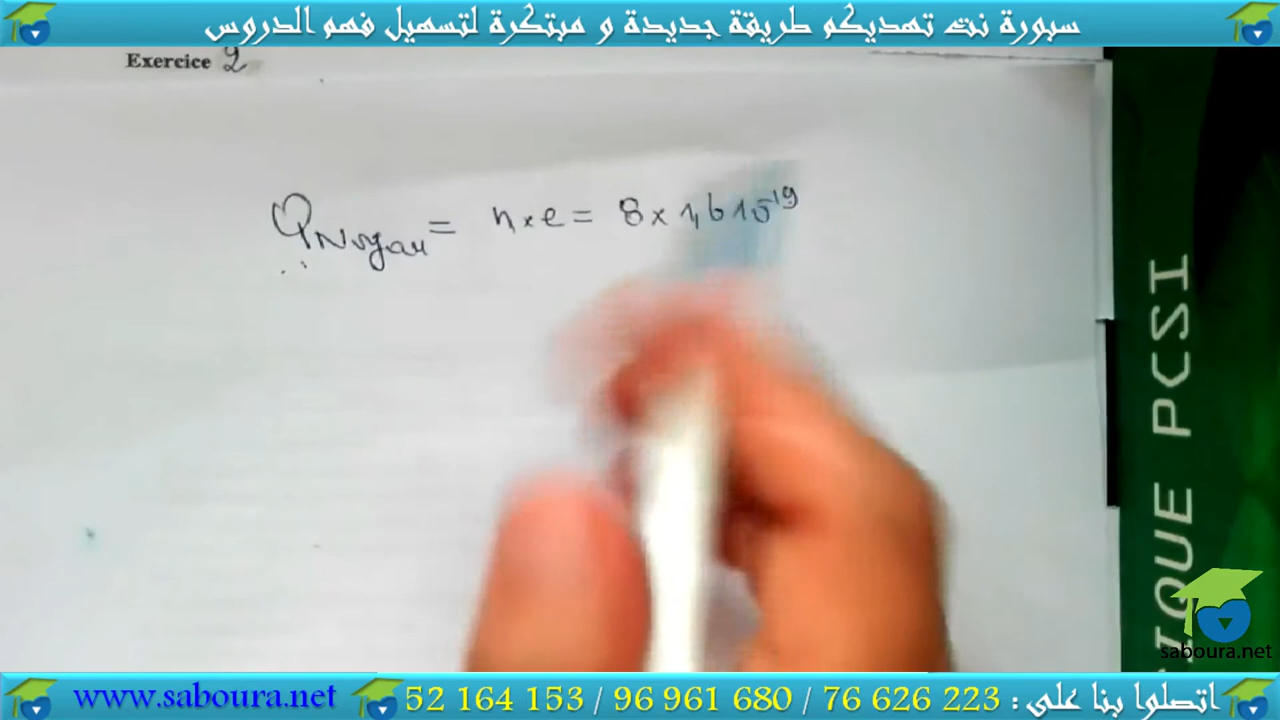 سبورة نت تهديكم طريقة جديدة و مبتكرة لتسهيل فهم الدروس
Exercice 2
Q Noyau = n × e = 8 × 1,6 10⁻¹⁹
IQUE PCSI
saboura.net
www.saboura.net
اتصلوا بنا على : 52 164 153 / 96 961 680 / 76 626 223